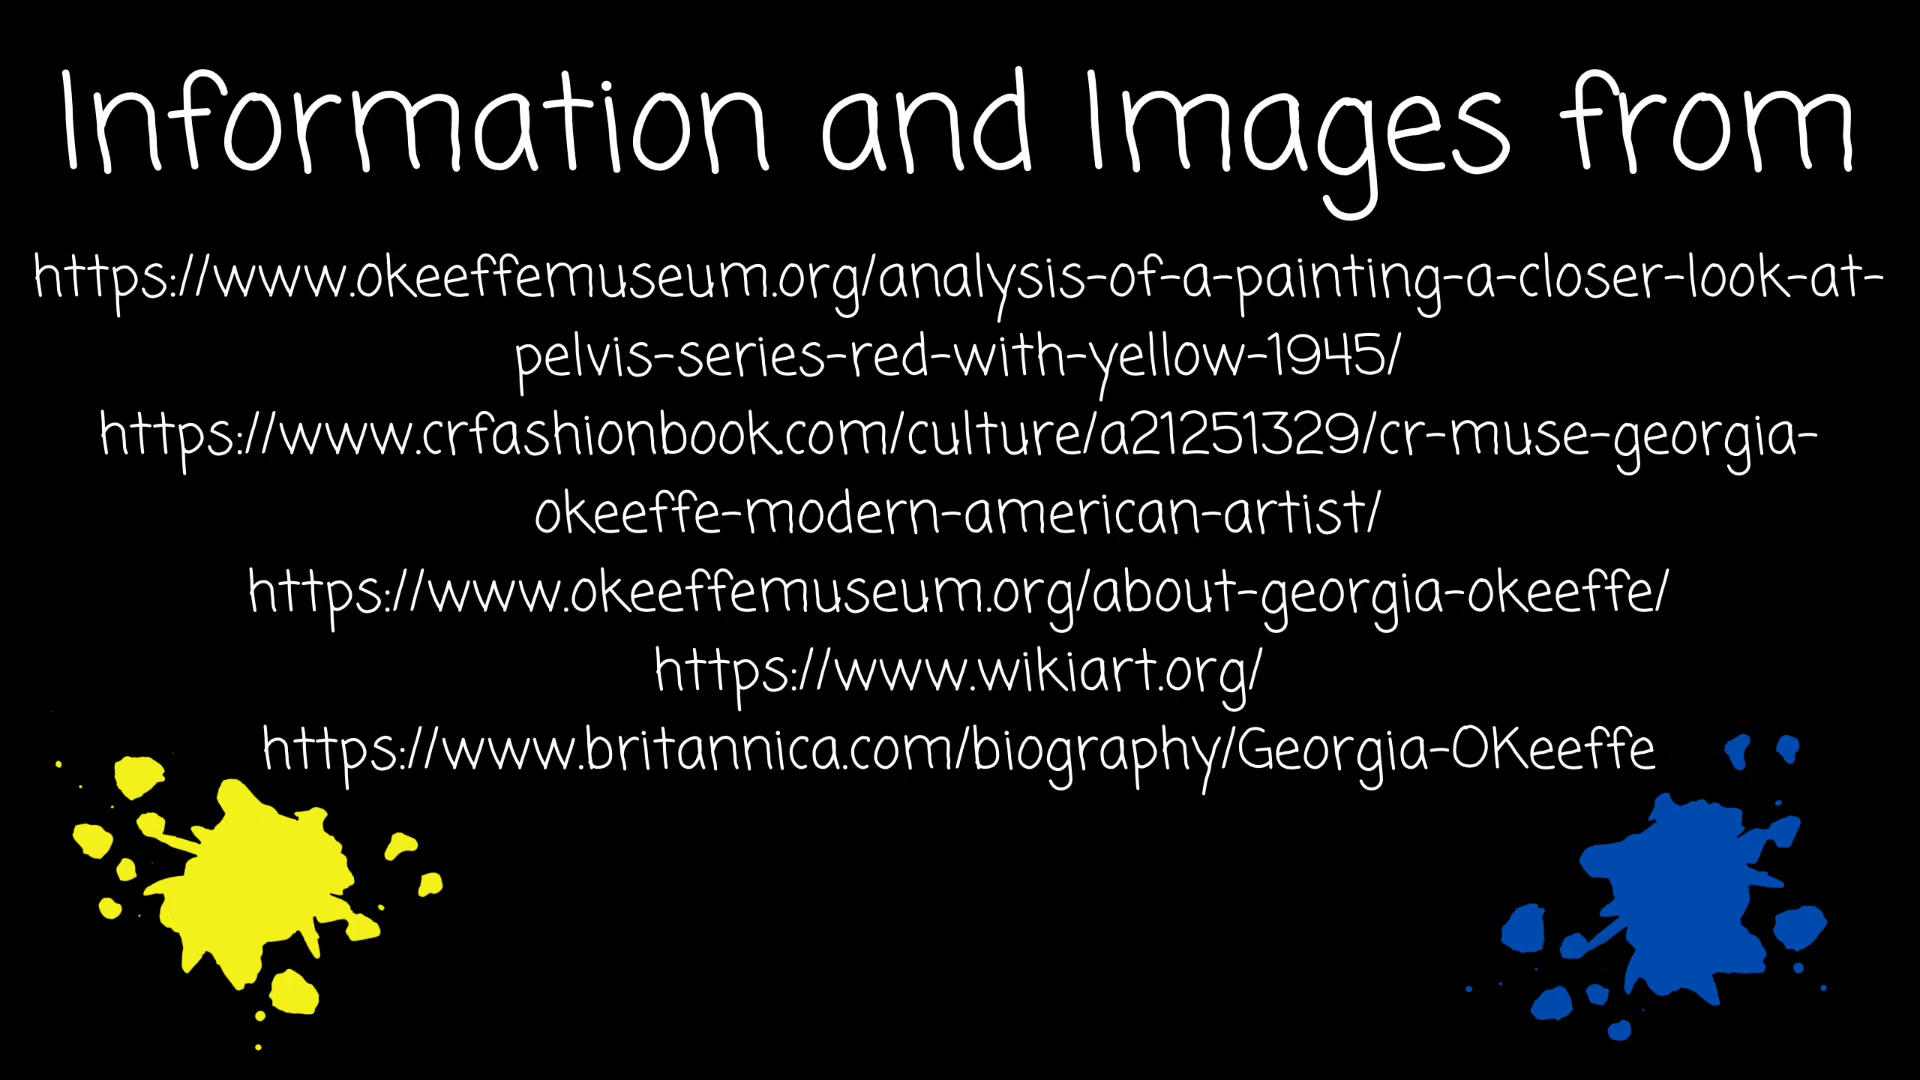 Information and Images from
https://www.okeeffemuseum.org/analysis-of-a-painting-a-closer-look-at-
pelvis-series-red-with-yellow-1945/
https://www.crfashionbook.com/culture/a21251329/cr-muse-georgia-
okeeffe-modern-american-artist/
https://www.okeeffemuseum.org/about-georgia-okeeffe/
https://www.wikiart.org/
https://www.britannica.com/biography/Georgia-OKeeffe